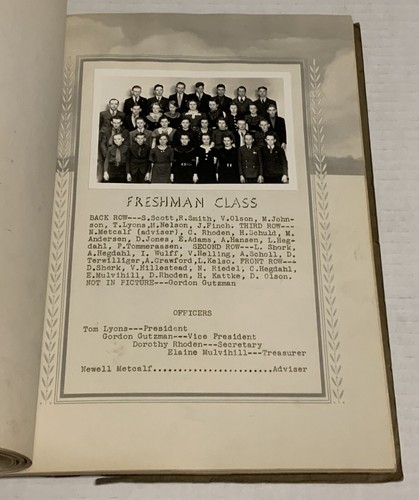 FRESHMAN CLASS
BACK ROW---S.Scott,R.Smith, V.Olson, M.John-
son, T.Lyons,H.Nelson, J.Finch. THIRD ROW---
N.Metcalf (adviser), C. Rhoden, H.Schuld, M.
Andersen, D.Jones, E.Adams, A.Hansen, L.Heg-
dahl, P.Tommerassen. SECOND ROW--L. Shork,
A.Hegdahl, I. Wulff, V.Helling, A.Scholl, D.
Terwilliger,A.Crawford,L.Kelso. FRONT ROW---
D.Shork, V.Hillestead, N. Riedel, C.Hegdahl,
E.Mulvihill, D.Rhoden, H. Kattke, D. Olson.
NOT IN PICTURE---Gordon Gutzman
OFFICERS
Tom Lyons---President
Gordon Gutzman---Vice President
Dorothy Rhoden---Secretary
Elaine Mulvihill---Treasurer
Newell Metcalf.......................Adviser